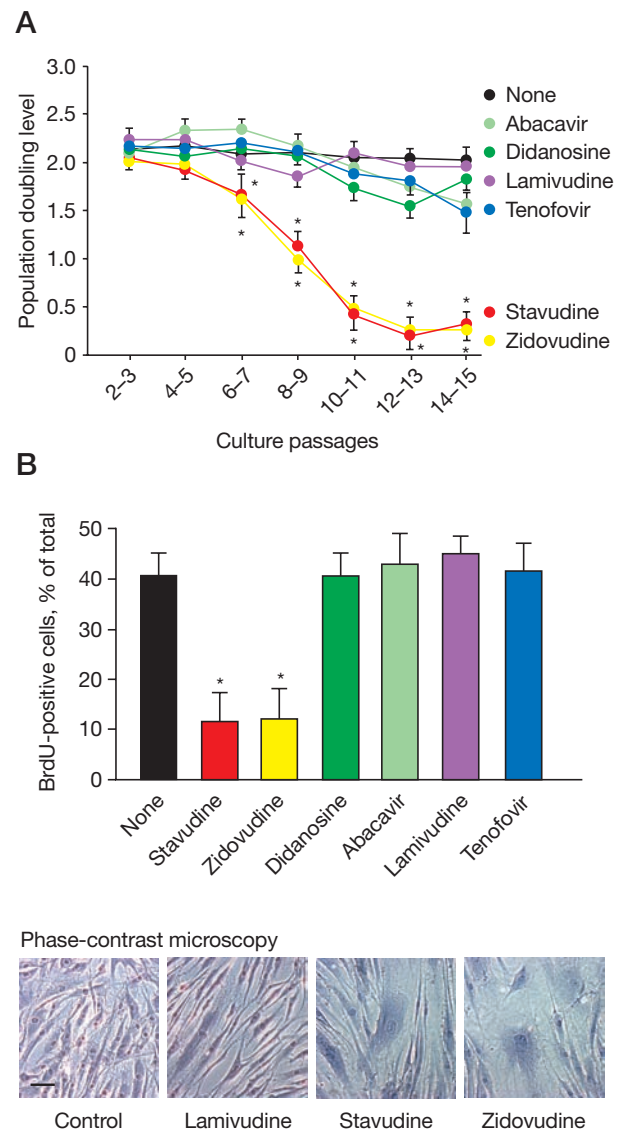 A
Population doubling level
3.0
2.5
2.0
1.5
1.0
0.5
0
*
*
*
*
*
*
*
*
*
*
2–3
4–5
6–7
8–9
10–11
12–13
14–15
Culture passages
None
Abacavir
Didanosine
Lamivudine
Tenofovir
Stavudine
Zidovudine
B
BrdU-positive cells, % of total
50
40
30
20
10
0
*
*
None
Stavudine
Zidovudine
Didanosine
Abacavir
Lamivudine
Tenofovir
Phase-contrast microscopy
Control
Lamivudine
Stavudine
Zidovudine